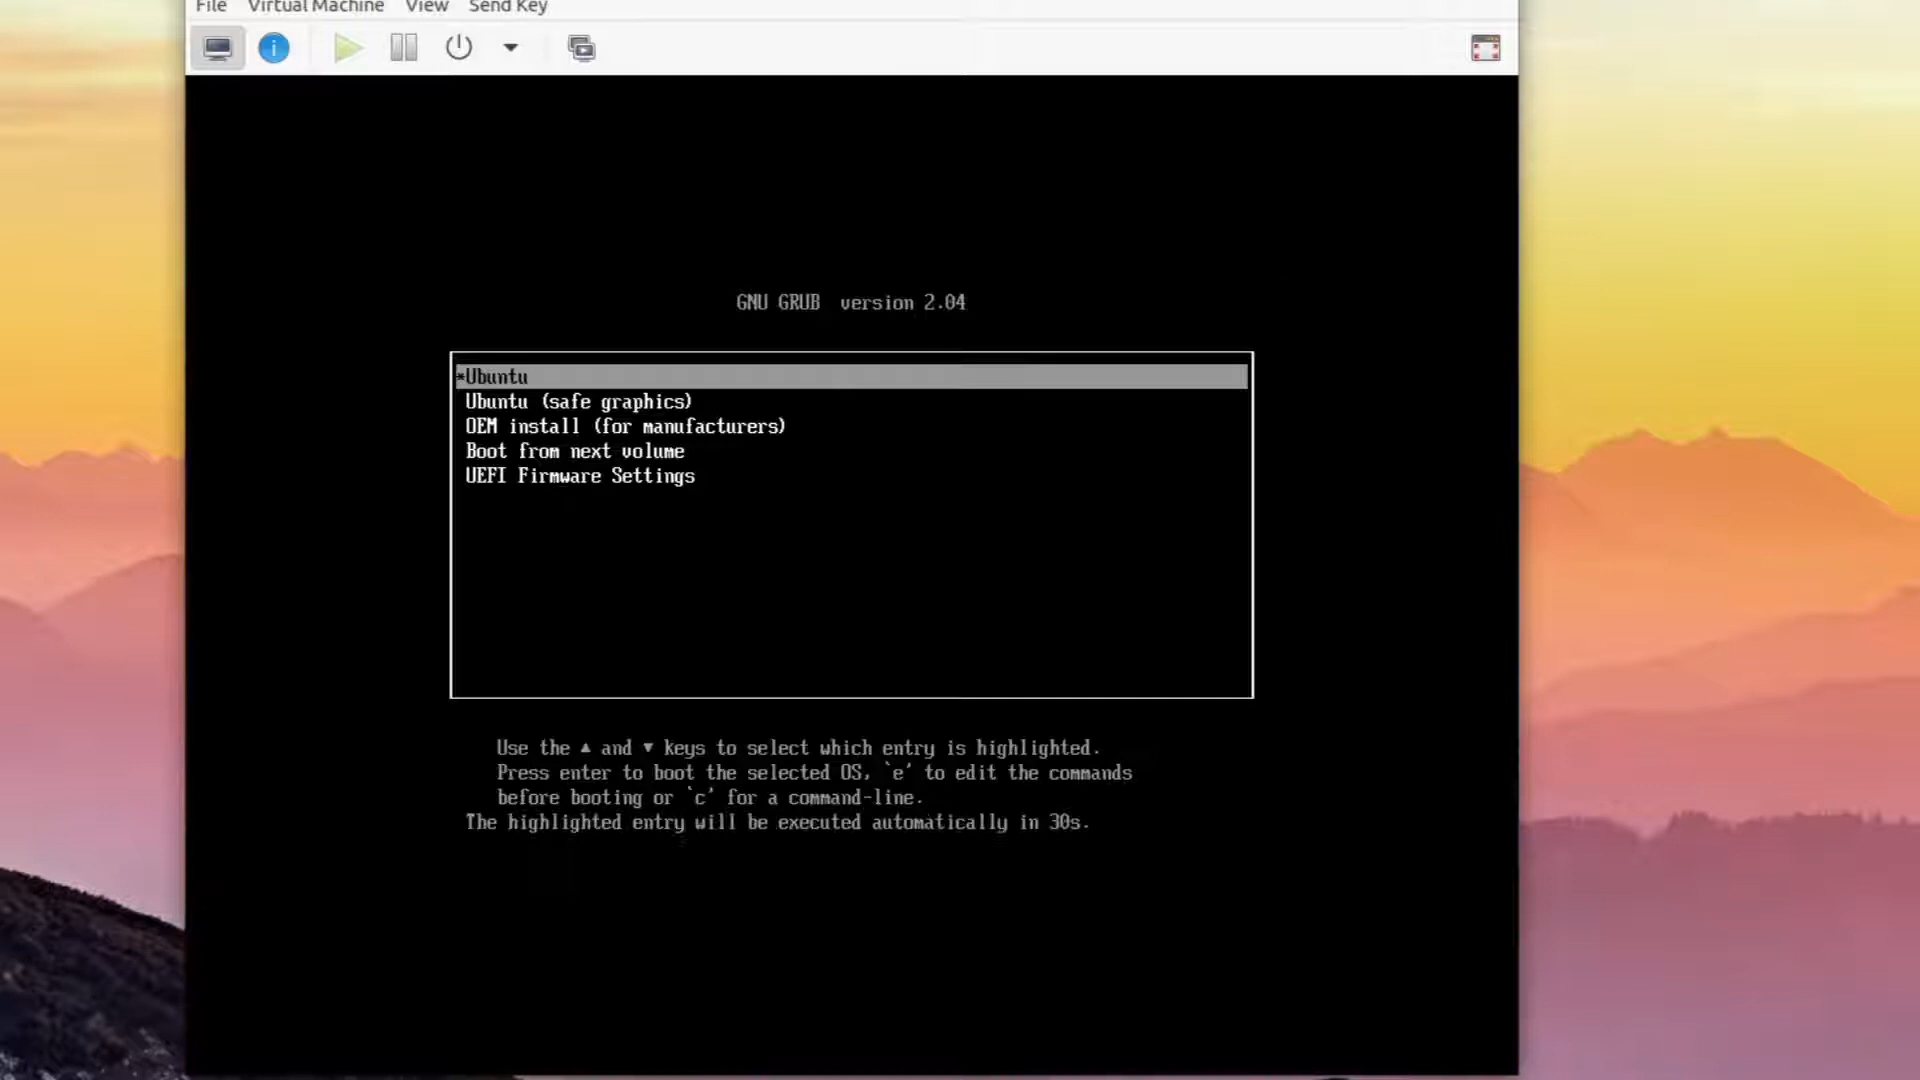 File Virtual Machine View Send Key
GNU GRUB version 2.04
*Ubuntu
Ubuntu (safe graphics)
OEM install (for manufacturers)
Boot from next volume
UEFI Firmware Settings
Use the ▲ and ▼ keys to select which entry is highlighted.
Press enter to boot the selected OS, `e' to edit the commands
before booting or `c' for a command-line.
The highlighted entry will be executed automatically in 30s.